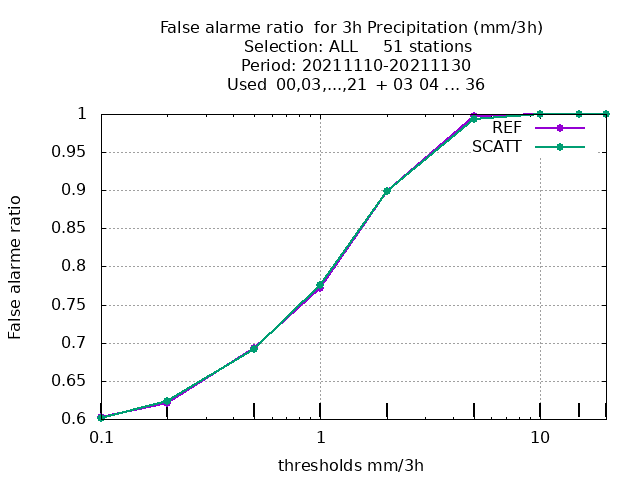 False alarme ratio  for 3h Precipitation (mm/3h)
Selection: ALL     51 stations
Period: 20211110-20211130
Used  00,03,...,21  + 03 04 ... 36
1
REF
0.95
SCATT
0.9
0.85
0.8
0.75
0.7
0.65
0.6
False alarme ratio
0.1
1
10
thresholds mm/3h